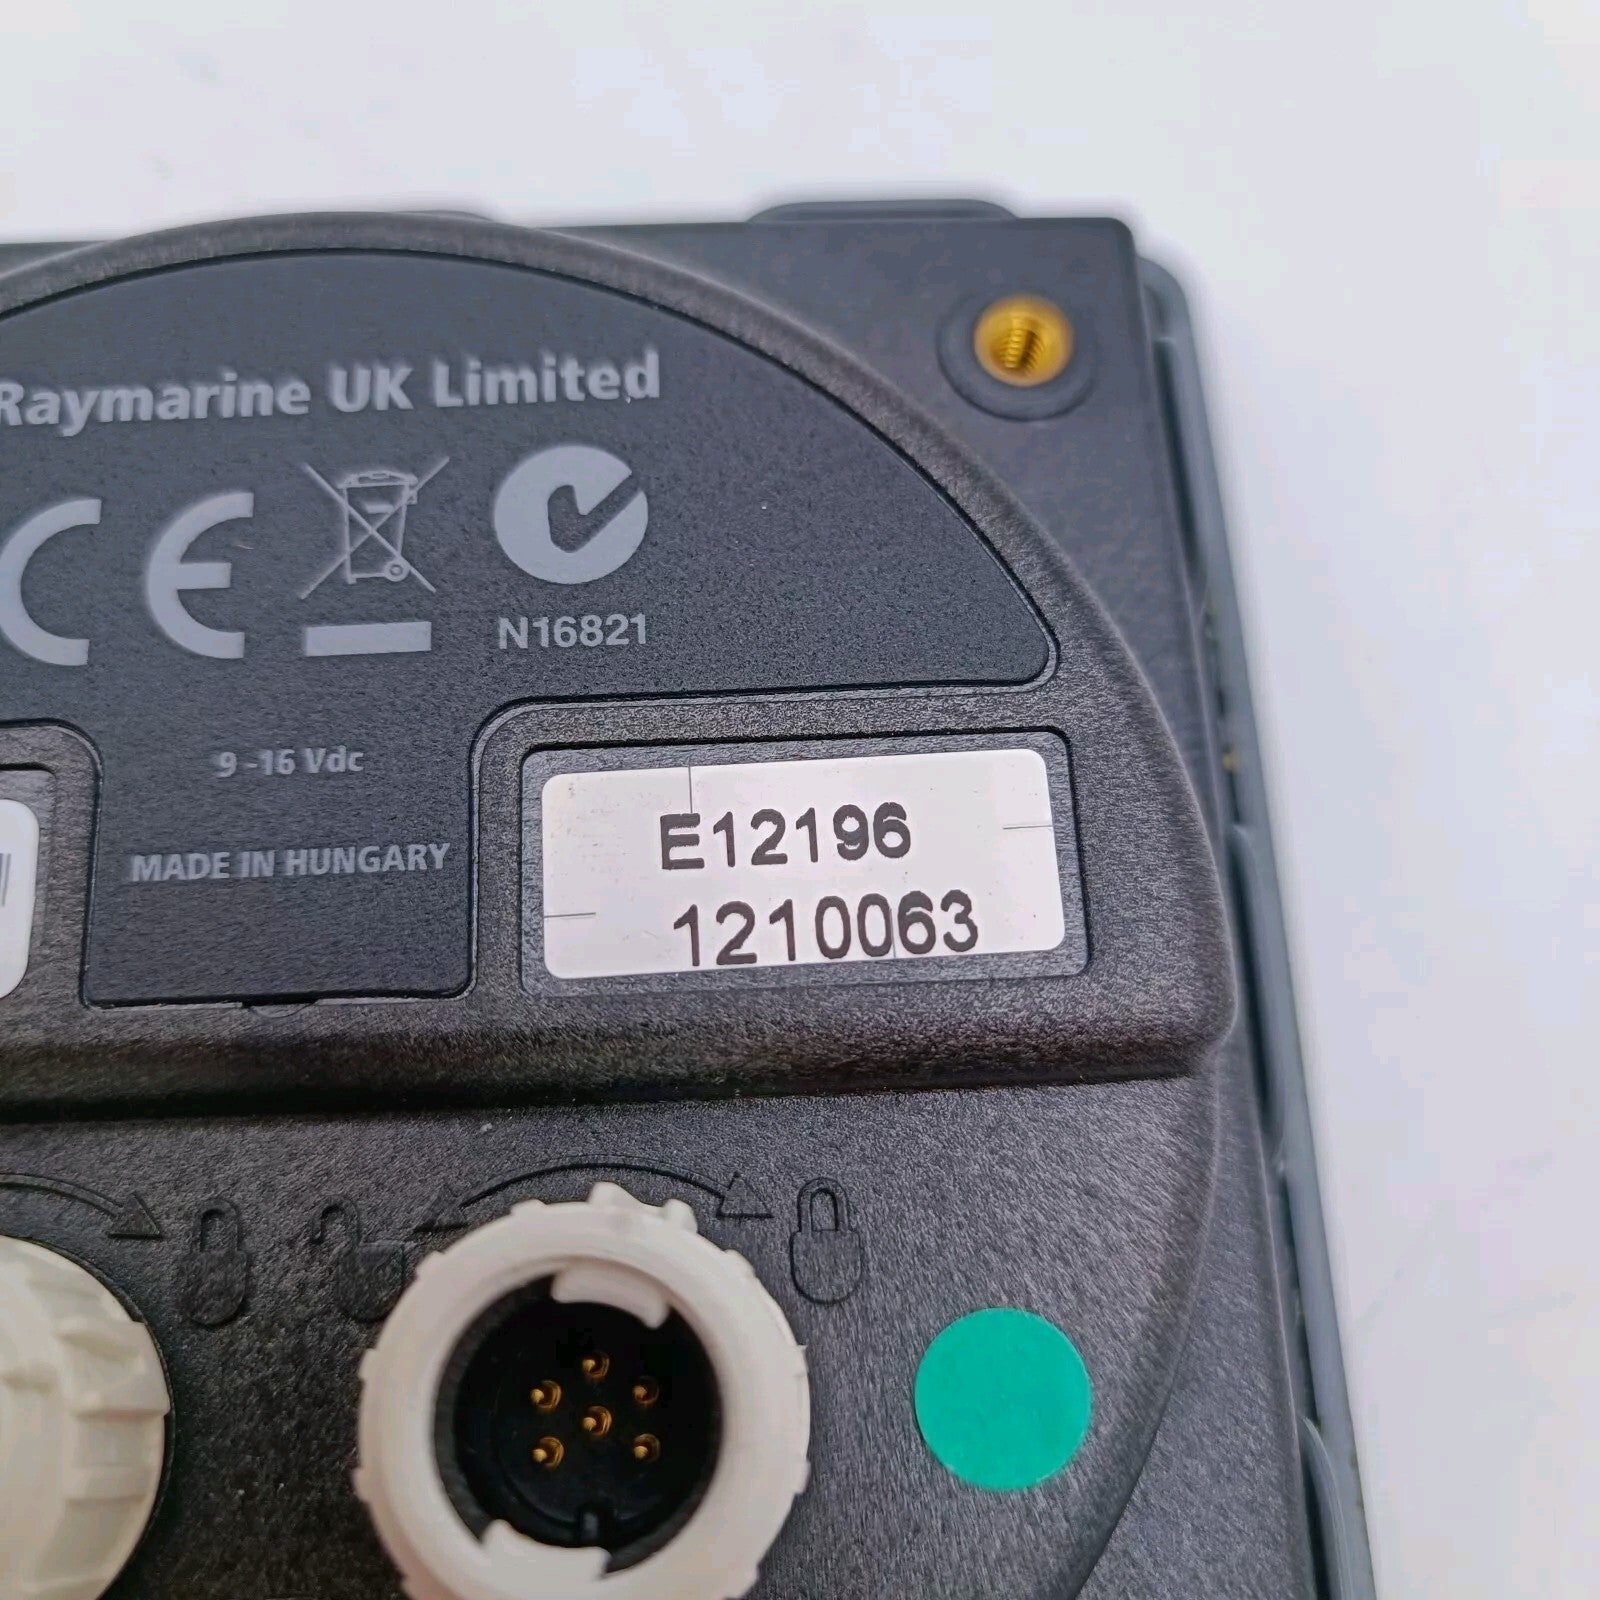 Raymarine UK Limited
CE
N16821
9 -16 Vdc
MADE IN HUNGARY
E12196
1210063